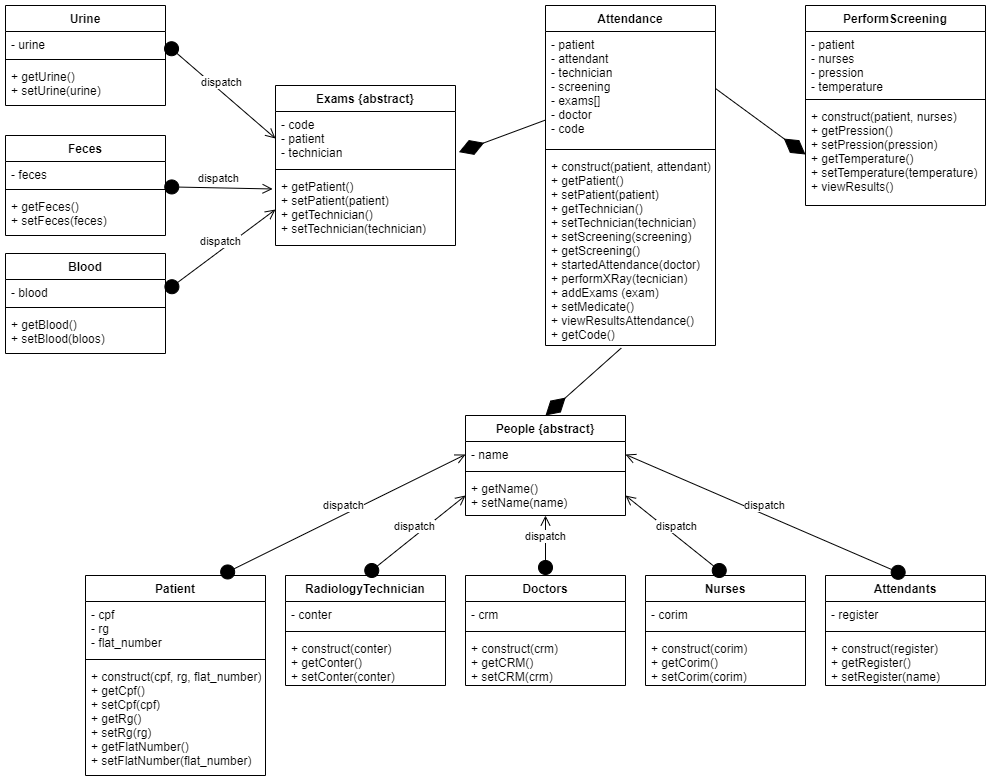 Urine
- urine
+ getUrine()
+ setUrine(urine)
dispatch
Feces
- feces
+ getFeces()
+ setFeces(feces)
dispatch
Blood
- blood
+ getBlood()
+ setBlood(bloos)
dispatch
Exams {abstract}
- code
- patient
- technician
+ getPatient()
+ setPatient(patient)
+ getTechnician()
+ setTechnician(technician)
Attendance
- patient
- attendant
- technician
- screening
- exams[]
- doctor
- code
+ construct(patient, attendant)
+ getPatient()
+ setPatient(patient)
+ getTechnician()
+ setTechnician(technician)
+ setScreening(screening)
+ getScreening()
+ startedAttendance(doctor)
+ performXRay(tecnician)
+ addExams (exam)
+ setMedicate()
+ viewResultsAttendance()
+ getCode()
PerformScreening
- patient
- nurses
- pression
- temperature
+ construct(patient, nurses)
+ getPression()
+ setPression(pression)
+ getTemperature()
+ setTemperature(temperature)
+ viewResults()
People {abstract}
- name
+ getName()
+ setName(name)
dispatch
dispatch
dispatch
dispatch
dispatch
Patient
- cpf
- rg
- flat_number
+ construct(cpf, rg, flat_number)
+ getCpf()
+ setCpf(cpf)
+ getRg()
+ setRg(rg)
+ getFlatNumber()
+ setFlatNumber(flat_number)
RadiologyTechnician
- conter
+ construct(conter)
+ getConter()
+ setConter(conter)
Doctors
- crm
+ construct(crm)
+ getCRM()
+ setCRM(crm)
Nurses
- corim
+ construct(corim)
+ getCorim()
+ setCorim(corim)
Attendants
- register
+ construct(register)
+ getRegister()
+ setRegister(name)